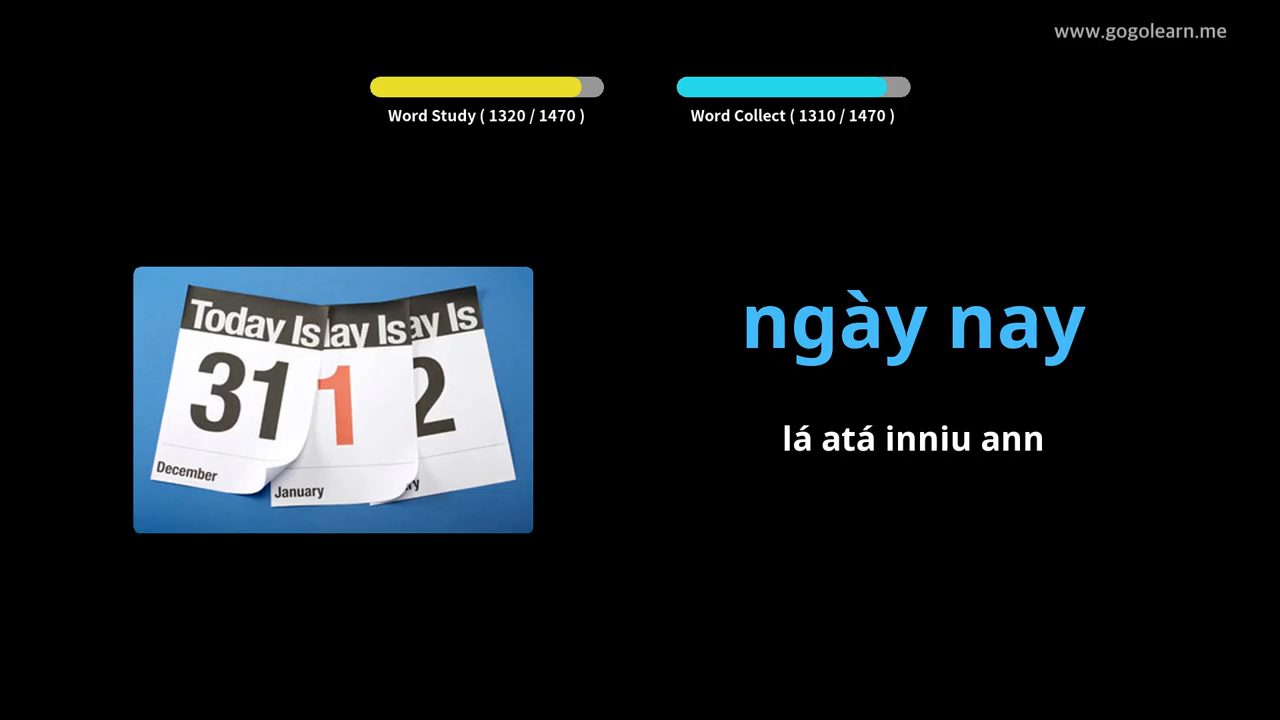 www.gogolearn.me
Word Study ( 1320 / 1470 )
Word Collect ( 1310 / 1470 )
ngày nay
lá atá inniu ann
Today Is
ay Is
ay Is
31
1
2
December
January
ry